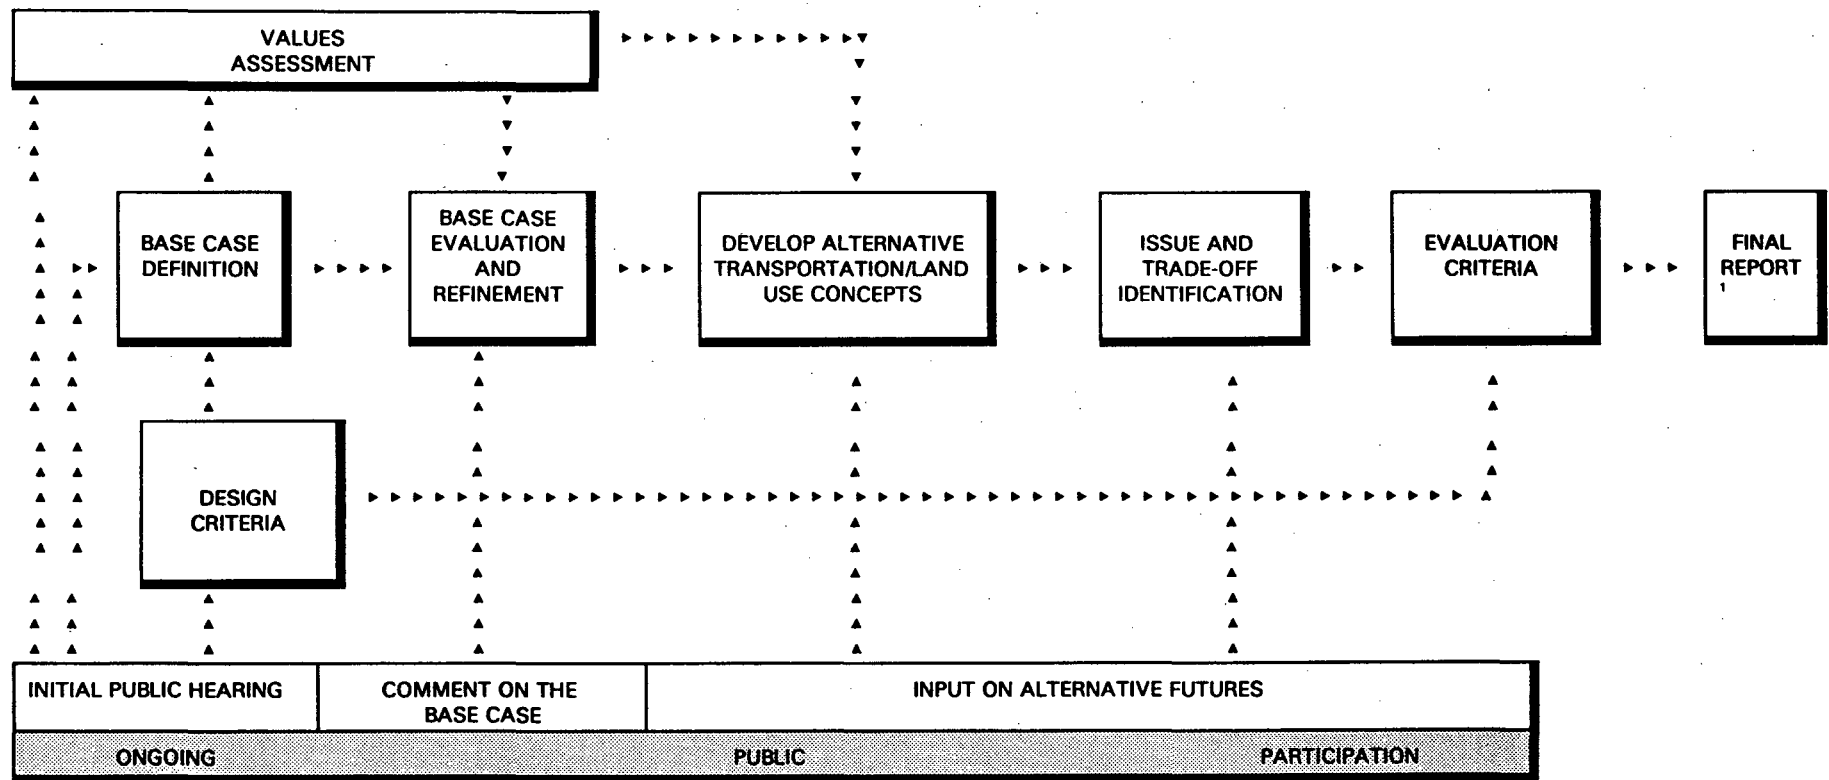 VALUES
ASSESSMENT
BASE CASE
DEFINITION
BASE CASE
EVALUATION
AND
REFINEMENT
DEVELOP ALTERNATIVE
TRANSPORTATION/LAND
USE CONCEPTS
ISSUE AND
TRADE-OFF
IDENTIFICATION
EVALUATION
CRITERIA
FINAL
REPORT
1
DESIGN
CRITERIA
INITIAL PUBLIC HEARING
COMMENT ON THE
BASE CASE
INPUT ON ALTERNATIVE FUTURES
ONGOING PUBLIC PARTICIPATION